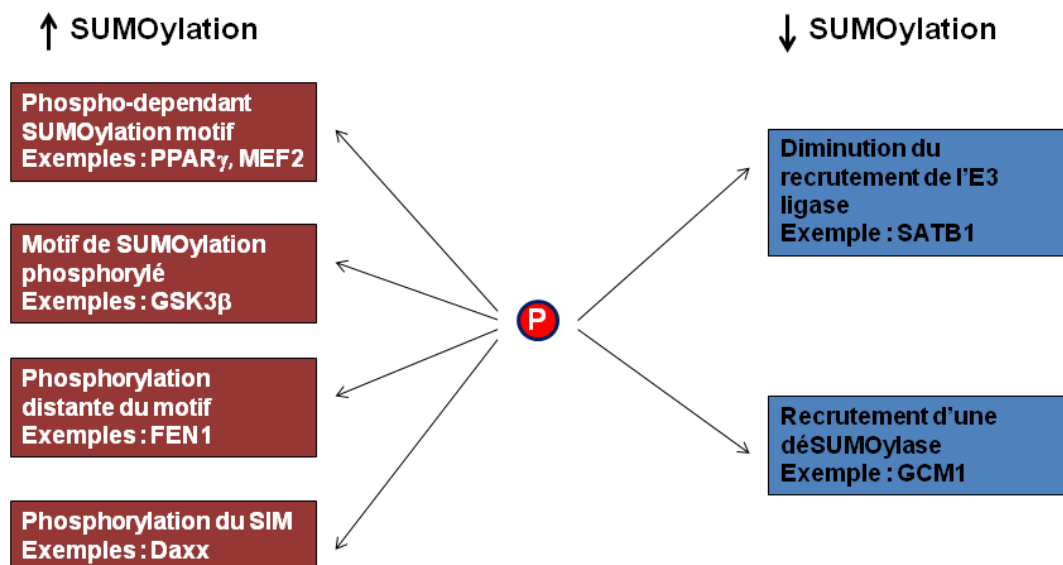 ↑ SUMOylation
Phospho-dependant
SUMOylation motif
Exemples : PPARγ, MEF2
Motif de SUMOylation
phosphorylé
Exemples : GSK3β
Phosphorylation
distante du motif
Exemples : FEN1
Phosphorylation du SIM
Exemples : Daxx
P
↓ SUMOylation
Diminution du
recrutement de l’E3
ligase
Exemple : SATB1
Recrutement d’une
déSUMOylase
Exemple : GCM1